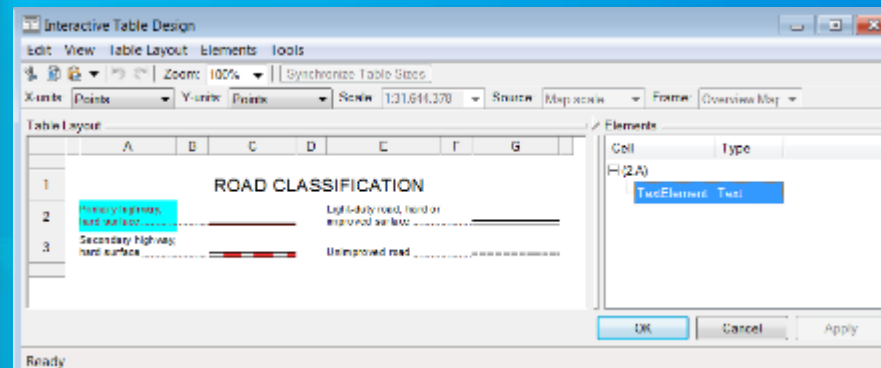 Interactive Table Design
Edit View Table Layout Elements Tools
Zoom: 100% Synchronize Table Sizes
X-units Points Y-units: Points Scale 1:31.644.378 Source Map scale Frame: Overview Map
Table Layout
Elements
A B C D E F G
Cell Type
(2.A)
TextElement Text
1 ROAD CLASSIFICATION
2 Primary highway, hard surface
Light-duty road, hard or improved surface
3 Secondary highway, hard surface
Unimproved road
OK Cancel Apply
Ready